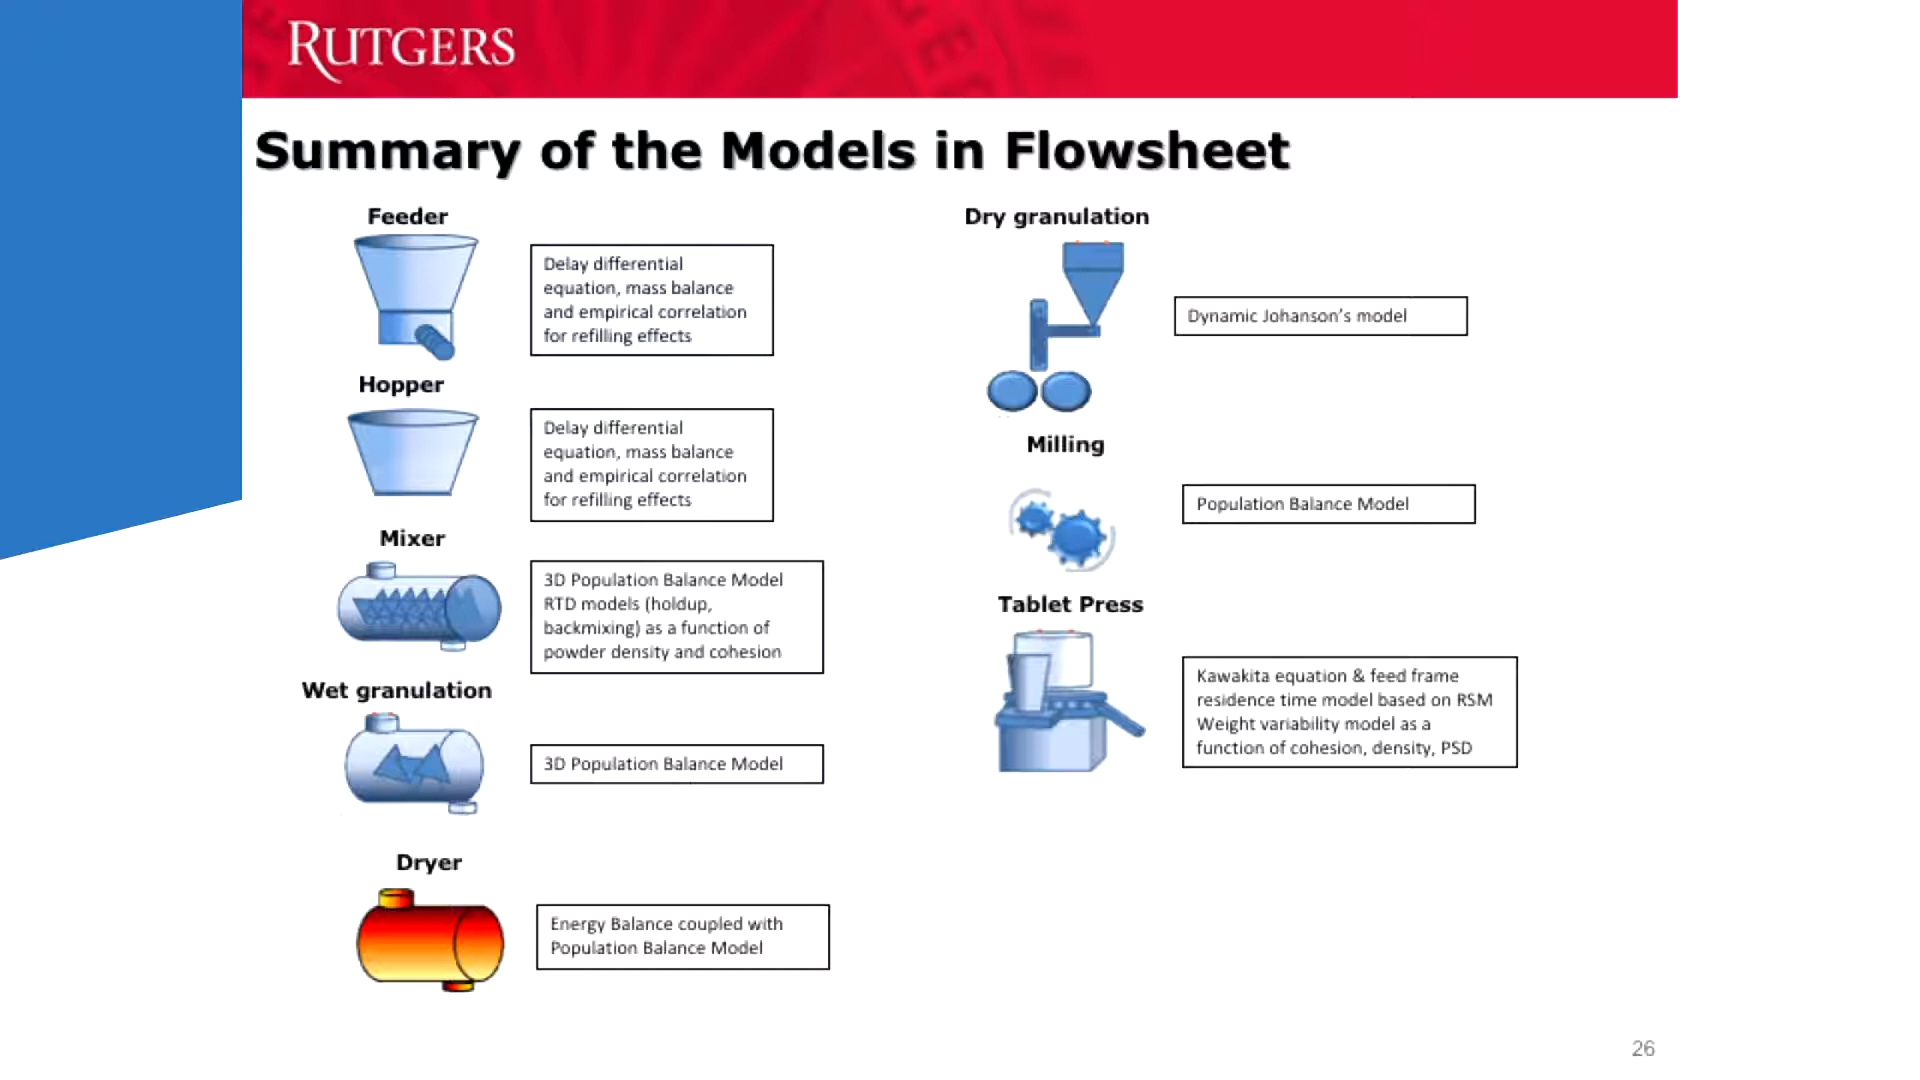 RUTGERS
Summary of the Models in Flowsheet
Feeder
Delay differential
equation, mass balance
and empirical correlation
for refilling effects
Hopper
Delay differential
equation, mass balance
and empirical correlation
for refilling effects
Mixer
3D Population Balance Model
RTD models (holdup,
backmixing) as a function of
powder density and cohesion
Wet granulation
3D Population Balance Model
Dryer
Energy Balance coupled with
Population Balance Model
Dry granulation
Dynamic Johanson's model
Milling
Population Balance Model
Tablet Press
Kawakita equation & feed frame
residence time model based on RSM
Weight variability model as a
function of cohesion, density, PSD
26